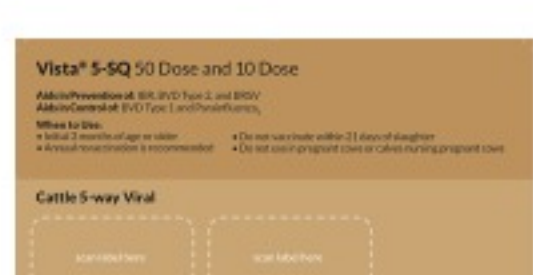 Vista® 5-SQ 50 Dose and 10 Dose
Aids in Prevention of: IBR, BVD Type 2, and BRSV
Aids in Control of: BVD Type 1 and Parainfluenza₃
When to Use:
• Initial 3 months of age or older
• Annual revaccination is recommended
• Do not vaccinate within 21 days of slaughter
• Do not use in pregnant cows or calves nursing pregnant cows
Cattle 5-way Viral
scan label here
scan label here